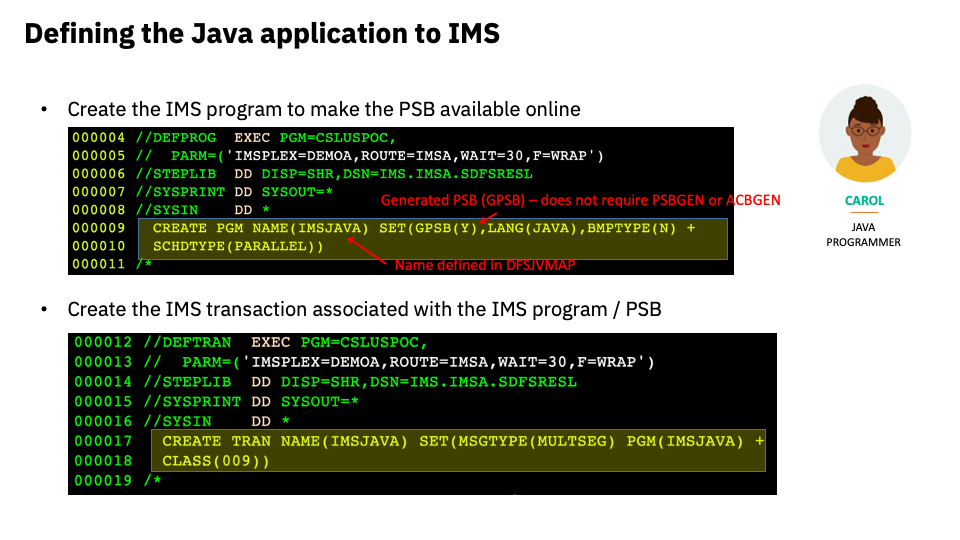 Defining the Java application to IMS
• Create the IMS program to make the PSB available online
000004 //DEFPROG  EXEC PGM=CSLUSPOC,
000005 //  PARM=('IMSPLEX=DEMOA,ROUTE=IMSA,WAIT=30,F=WRAP')
000006 //STEPLIB  DD DISP=SHR,DSN=IMS.IMSA.SDFSRESL
000007 //SYSPRINT DD SYSOUT=*
Generated PSB (GPSB) – does not require PSBGEN or ACBGEN
000008 //SYSIN    DD *
000009  CREATE PGM NAME(IMSJAVA) SET(GPSB(Y),LANG(JAVA),BMPTYPE(N) +
000010  SCHDTYPE(PARALLEL))
000011 /*
Name defined in DFSJVMAP
CAROL
JAVA
PROGRAMMER
• Create the IMS transaction associated with the IMS program / PSB
000012 //DEFTRAN  EXEC PGM=CSLUSPOC,
000013 //  PARM=('IMSPLEX=DEMOA,ROUTE=IMSA,WAIT=30,F=WRAP')
000014 //STEPLIB  DD DISP=SHR,DSN=IMS.IMSA.SDFSRESL
000015 //SYSPRINT DD SYSOUT=*
000016 //SYSIN    DD *
000017  CREATE TRAN NAME(IMSJAVA) SET(MSGTYPE(MULTSEG) PGM(IMSJAVA) +
000018  CLASS(009))
000019 /*